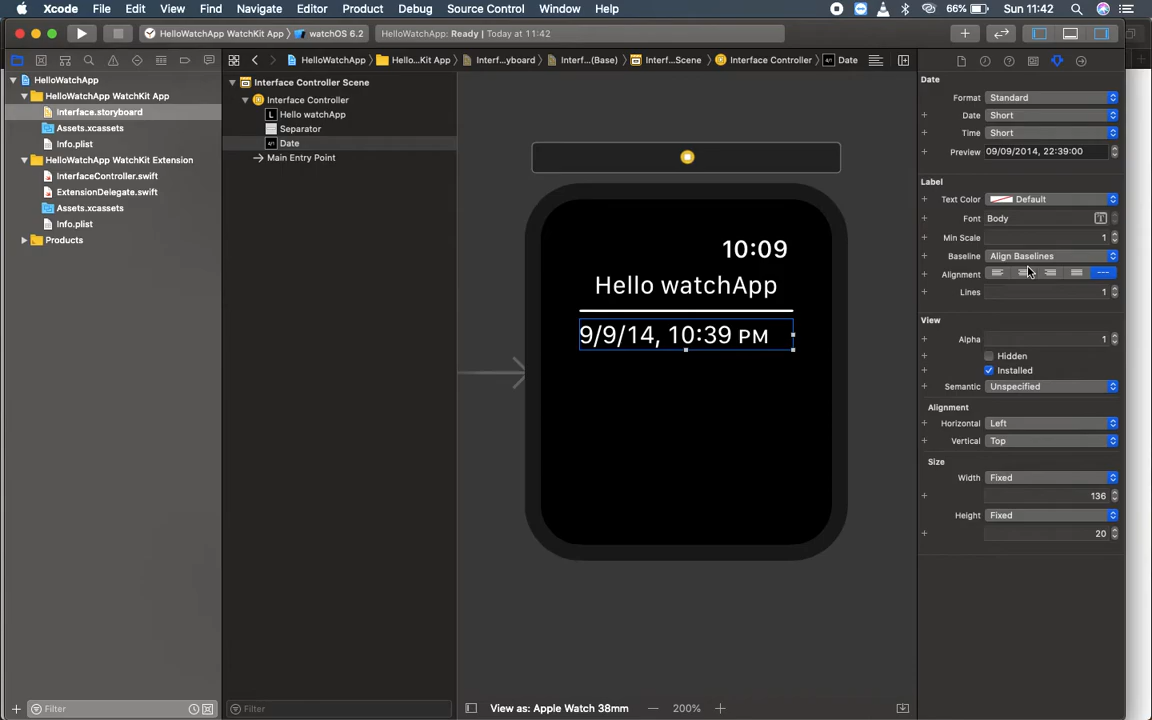 Xcode File Edit View Find Navigate Editor Product Debug Source Control Window Help 66% Sun 11:42
HelloWatchApp WatchKit App watchOS 6.2 HelloWatchApp: Ready | Today at 11:42
HelloWatchApp Hello...Kit App Interf...yboard Interf...(Base) Interf...Scene Interface Controller Date
HelloWatchApp
HelloWatchApp WatchKit App
Interface.storyboard
Assets.xcassets
Info.plist
HelloWatchApp WatchKit Extension
InterfaceController.swift
ExtensionDelegate.swift
Assets.xcassets
Info.plist
Products
Filter
Interface Controller Scene
Interface Controller
L Hello watchApp
Separator
Date
Main Entry Point
Filter
10:09
Hello watchApp
9/9/14, 10:39 PM
View as: Apple Watch 38mm 200%
Date
Format Standard
Date Short
Time Short
Preview 09/09/2014, 22:39:00
Label
Text Color Default
Font Body
Min Scale 1
Baseline Align Baselines
Alignment
Lines 1
View
Alpha 1
Hidden
Installed
Semantic Unspecified
Alignment
Horizontal Left
Vertical Top
Size
Width Fixed
136
Height Fixed
20